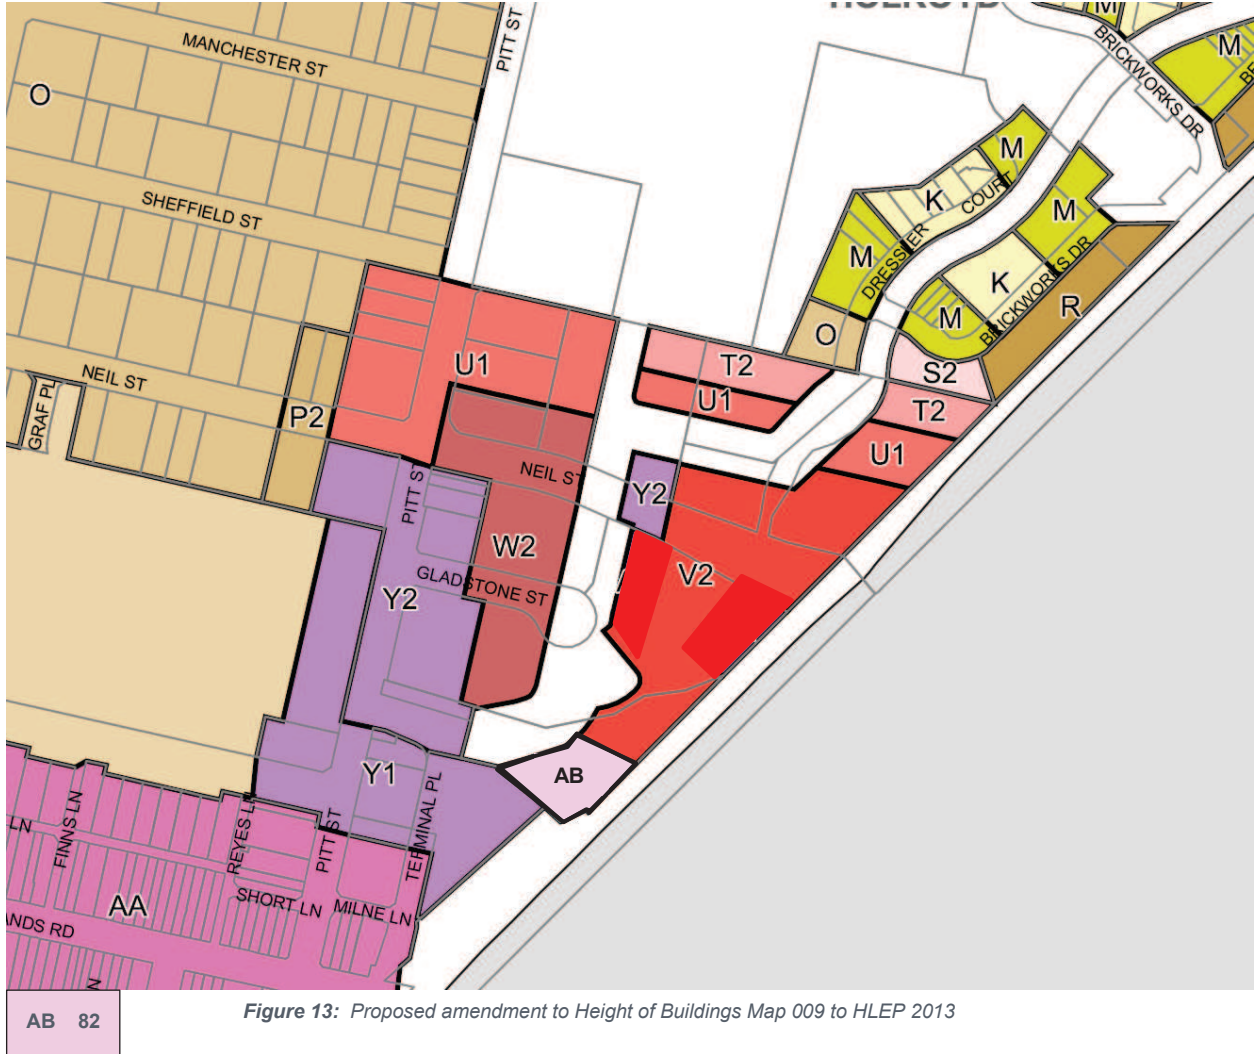 HOLROYD
M
M
BRICKWORKS DR
PITT ST
MANCHESTER ST
O
M
K
COURT
M
SHEFFIELD ST
DRESSLER
M
K
BRICKWORKS DR
R
M
O
U1
T2
S2
NEIL ST
U1
T2
GRAF PL
P2
U1
NEIL ST
PITT ST
Y2
W2
V2
GLADSTONE ST
Y2
AB
Y1
TERMINAL PL
LN
FINNS LN
REYES LN
PITT ST
AA
SHORT LN
MILNE LN
ANDS RD
AB 82
Figure 13: Proposed amendment to Height of Buildings Map 009 to HLEP 2013